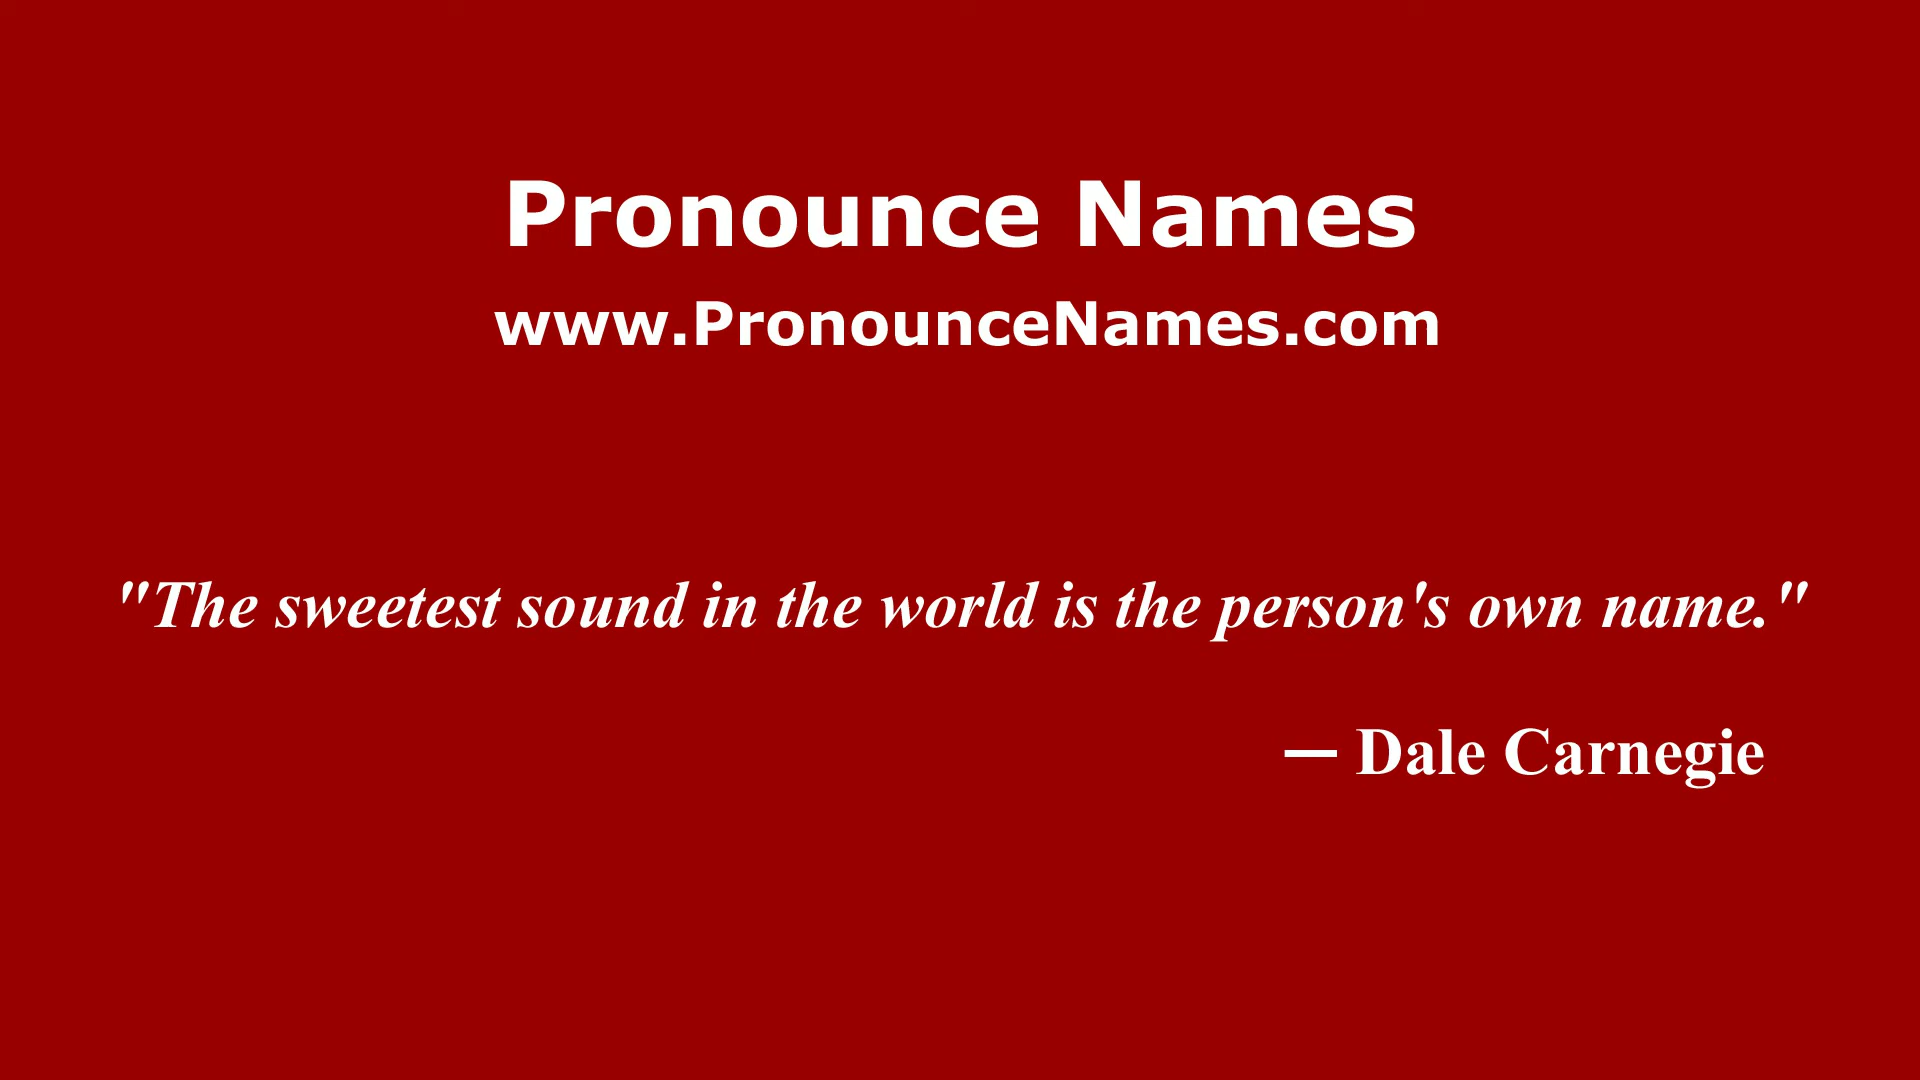 Pronounce Names
www.PronounceNames.com
"The sweetest sound in the world is the person's own name."
— Dale Carnegie